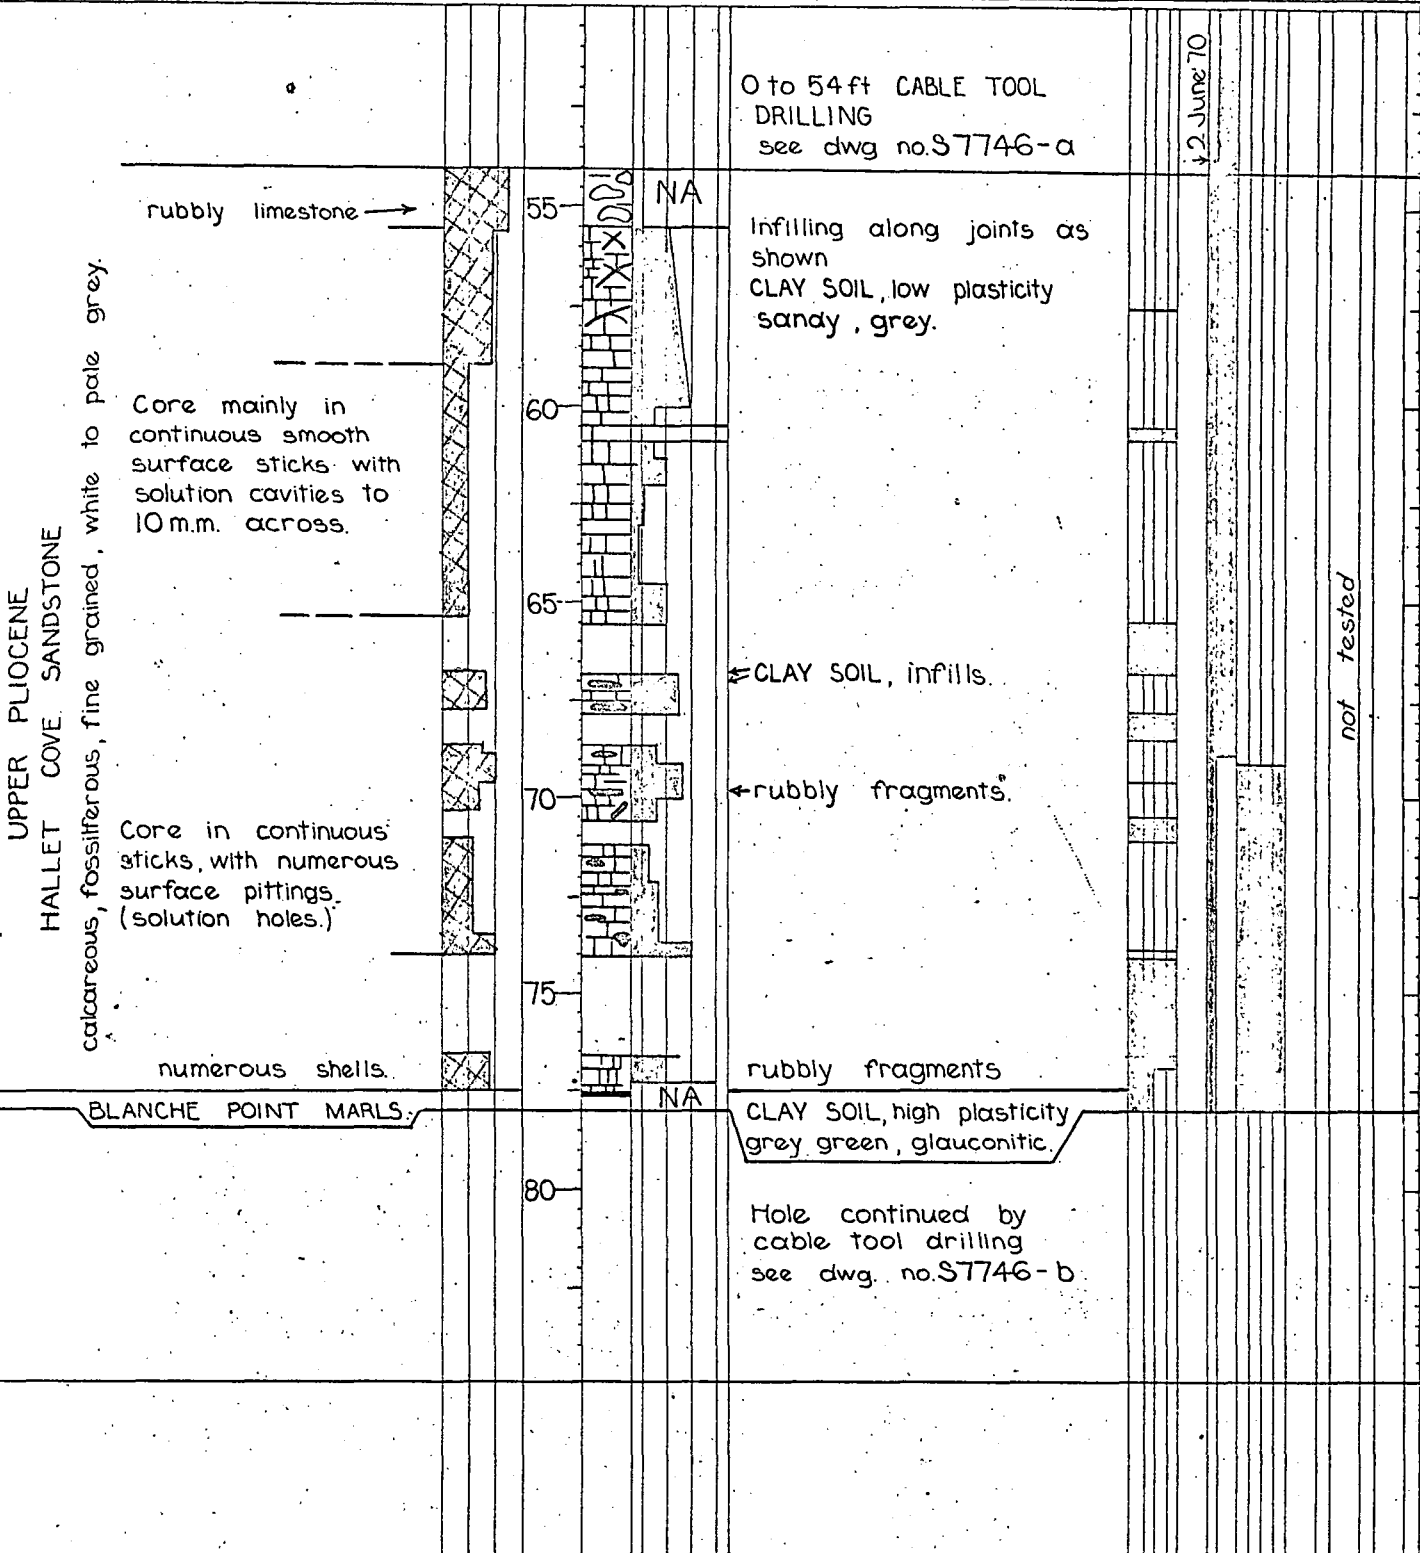 0 to 54ft CABLE TOOL
DRILLING
see dwg no.S7746-a
2 June '70
rubbly limestone
55
NA
Infilling along joints as
shown
CLAY SOIL, low plasticity
sandy, grey.
UPPER PLIOCENE
HALLET COVE SANDSTONE
calcareous, fossilferous, fine grained, white to pale grey.
Core mainly in
continuous smooth
surface sticks with
solution cavities to
10 m.m. across.
60
65
CLAY SOIL, infills.
not tested
70
rubbly fragments.
Core in continuous
sticks, with numerous
surface pittings.
(solution holes.)
75
numerous shells.
rubbly fragments
BLANCHE POINT MARLS.
NA
CLAY SOIL, high plasticity
grey green, glauconitic.
80
Hole continued by
cable tool drilling
see dwg. no.S7746-b